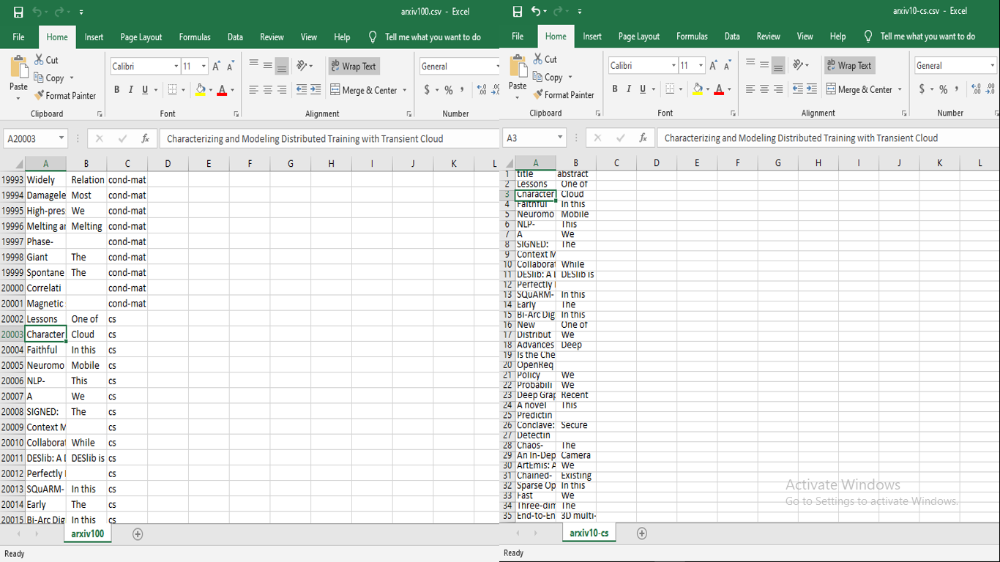 arxiv100.csv - Excel
File Home Insert Page Layout Formulas Data Review View Help Tell me what you want to do
Paste
Cut
Copy
Format Painter
Calibri 11
B I U
ab Wrap Text
Merge & Center
General
$ % ,
Clipboard Font Alignment Number
A20003 fx Characterizing and Modeling Distributed Training with Transient Cloud
A B C D E F G H I J K L
19993 Widely Relation cond-mat
19994 Damagele Most cond-mat
19995 High-pres We cond-mat
19996 Melting ar Melting cond-mat
19997 Phase- cond-mat
19998 Giant The cond-mat
19999 Spontane The cond-mat
20000 Correlati cond-mat
20001 Magnetic cond-mat
20002 Lessons One of cs
20003 Character Cloud cs
20004 Faithful In this cs
20005 Neuromo Mobile cs
20006 NLP- This cs
20007 A We cs
20008 SIGNED: The cs
20009 Context M cs
20010 Collaborat While cs
20011 DESlib: A D DESlib is cs
20012 Perfectly cs
20013 SQuARM- In this cs
20014 Early The cs
20015 Bi-Arc Dig In this cs
arxiv100
Ready
arxiv10-cs.csv - Excel
File Home Insert Page Layout Formulas Data Review View Help Tell me what you want to do
Paste
Cut
Copy
Format Painter
Calibri 11
B I U
ab Wrap Text
Merge & Center
General
$ % ,
Clipboard Font Alignment Number
A3 fx Characterizing and Modeling Distributed Training with Transient Cloud
A B C D E F G H I J K L
1 title abstract
2 Lessons One of
3 Character Cloud
4 Faithful In this
5 Neuromo Mobile
6 NLP- This
7 A We
8 SIGNED: The
9 Context M
10 Collaborat While
11 DESlib: A D DESlib is
12 Perfectly
13 SQuARM- In this
14 Early The
15 Bi-Arc Dig In this
16 New One of
17 Distribut We
18 Advances Deep
19 Is the Che
20 OpenReq
21 Policy We
22 Probabili We
23 Deep Grap Recent
24 A novel This
25 Predictin
26 Conclave: Secure
27 Detectin
28 Chaos- The
29 An In-Dep Camera
30 ArtEmis: A We
31 Chained- Existing
32 Sparse Op In this
33 Fast We
34 Three-dim The
35 End-to-En 3D multi-
Activate Windows
Go to Settings to activate Windows.
arxiv10-cs
Ready